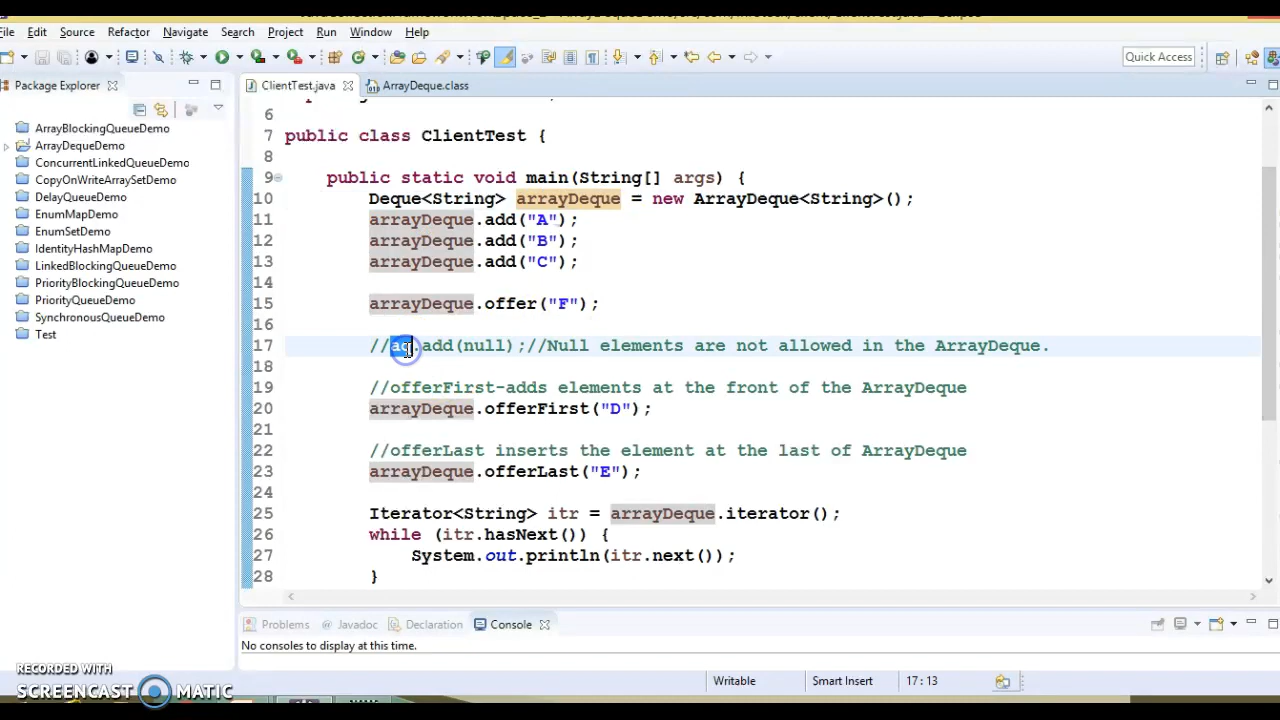 File Edit Source Refactor Navigate Search Project Run Window Help
Quick Access
Package Explorer
ClientTest.java
ArrayDeque.class
ArrayBlockingQueueDemo
ArrayDequeDemo
ConcurrentLinkedQueueDemo
CopyOnWriteArraySetDemo
DelayQueueDemo
EnumMapDemo
EnumSetDemo
IdentityHashMapDemo
LinkedBlockingQueueDemo
PriorityBlockingQueueDemo
PriorityQueueDemo
SynchronousQueueDemo
Test
6
7 public class ClientTest {
8
9 public static void main(String[] args) {
10 Deque<String> arrayDeque = new ArrayDeque<String>();
11 arrayDeque.add("A");
12 arrayDeque.add("B");
13 arrayDeque.add("C");
14
15 arrayDeque.offer("F");
16
17 //aq.add(null);//Null elements are not allowed in the ArrayDeque.
18
19 //offerFirst-adds elements at the front of the ArrayDeque
20 arrayDeque.offerFirst("D");
21
22 //offerLast inserts the element at the last of ArrayDeque
23 arrayDeque.offerLast("E");
24
25 Iterator<String> itr = arrayDeque.iterator();
26 while (itr.hasNext()) {
27 System.out.println(itr.next());
28 }
Problems @ Javadoc Declaration Console
No consoles to display at this time.
Writable Smart Insert 17 : 13
RECORDED WITH
SCREENCAST MATIC